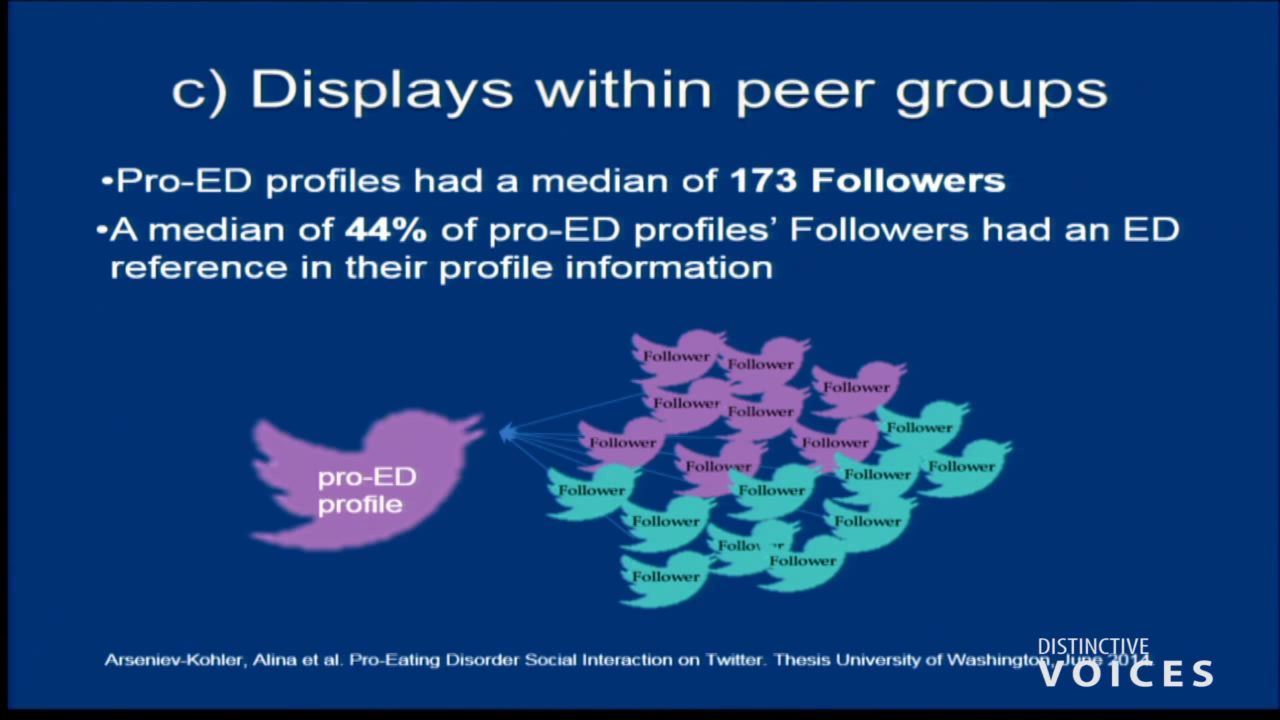 c) Displays within peer groups
•Pro-ED profiles had a median of 173 Followers
•A median of 44% of pro-ED profiles’ Followers had an ED
reference in their profile information
Follower
Follower
Follower
Follower
Follower
Follower
Follower
Follower
Follower
Follower
Follower
pro-ED
profile
Follower
Follower
Follower
Follower
Follower
Follower
Follower
Arseniev-Kohler, Alina et al. Pro-Eating Disorder Social Interaction on Twitter. Thesis University of Washington, June 2014.
DISTINCTIVE
VOICES